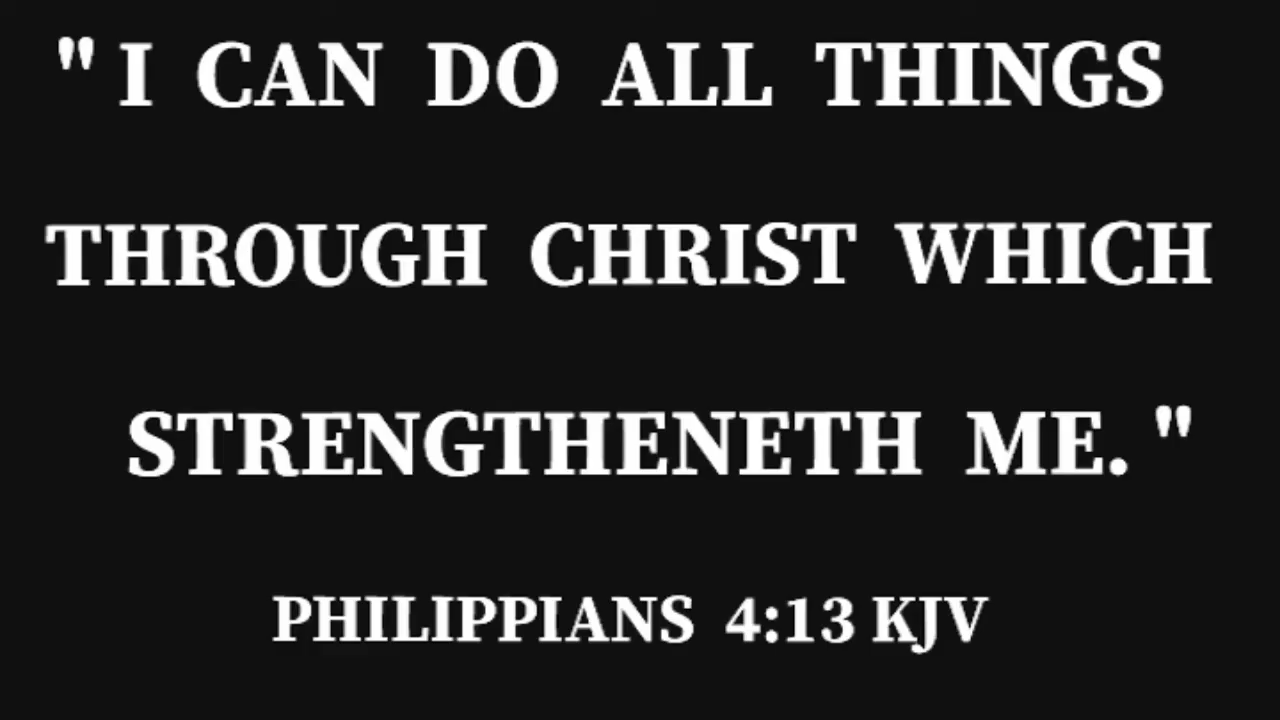 " I CAN DO ALL THINGS
THROUGH CHRIST WHICH
STRENGTHENETH ME. "
PHILIPPIANS 4:13 KJV